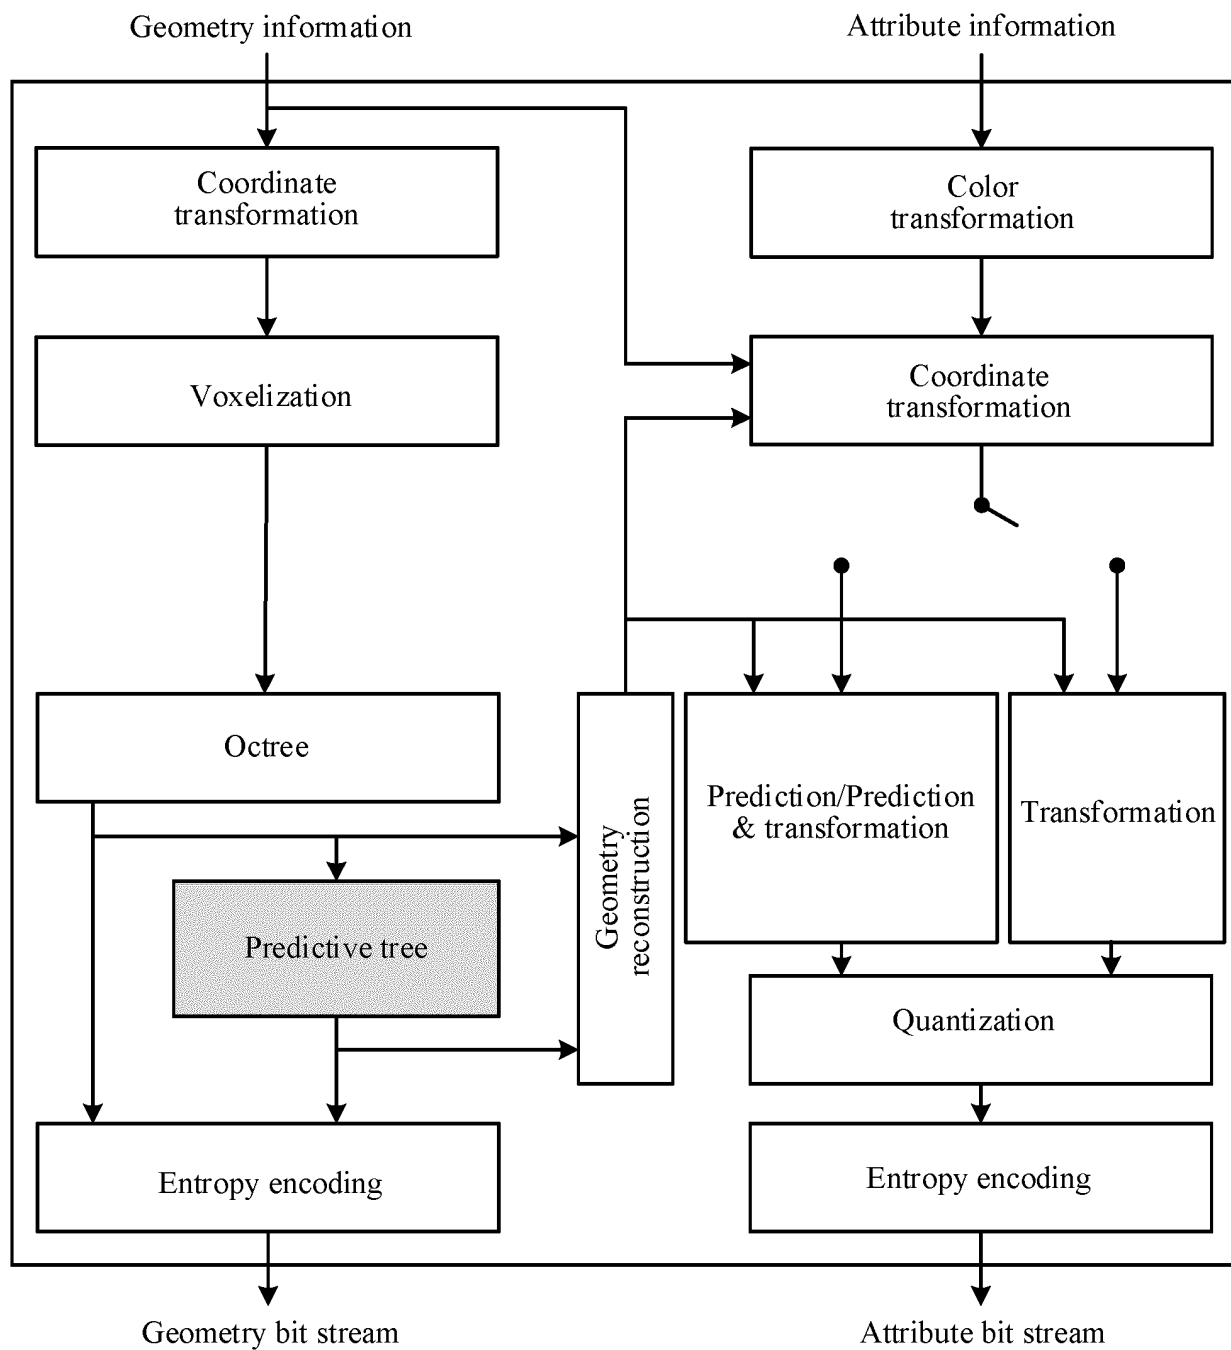 Geometry information
Attribute information
Coordinate
transformation
Color
transformation
Voxelization
Coordinate
transformation
Octree
Geometry
reconstruction
Prediction/Prediction
& transformation
Transformation
Predictive tree
Quantization
Entropy encoding
Entropy encoding
Geometry bit stream
Attribute bit stream